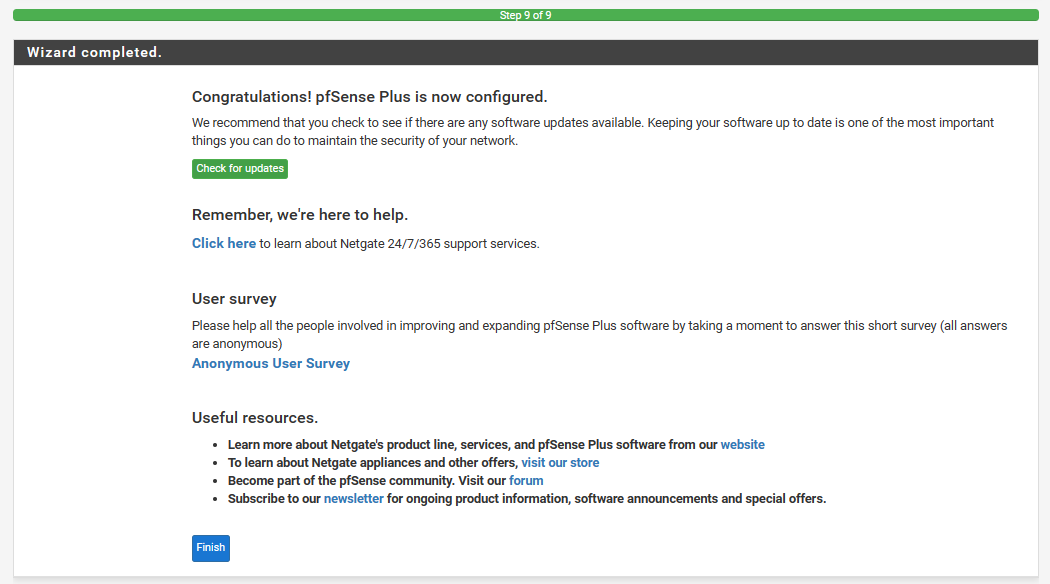 Step 9 of 9
Wizard completed.
Congratulations! pfSense Plus is now configured.
We recommend that you check to see if there are any software updates available. Keeping your software up to date is one of the most important
things you can do to maintain the security of your network.
Check for updates
Remember, we're here to help.
Click here to learn about Netgate 24/7/365 support services.
User survey
Please help all the people involved in improving and expanding pfSense Plus software by taking a moment to answer this short survey (all answers
are anonymous)
Anonymous User Survey
Useful resources.
• Learn more about Netgate's product line, services, and pfSense Plus software from our website
• To learn about Netgate appliances and other offers, visit our store
• Become part of the pfSense community. Visit our forum
• Subscribe to our newsletter for ongoing product information, software announcements and special offers.
Finish